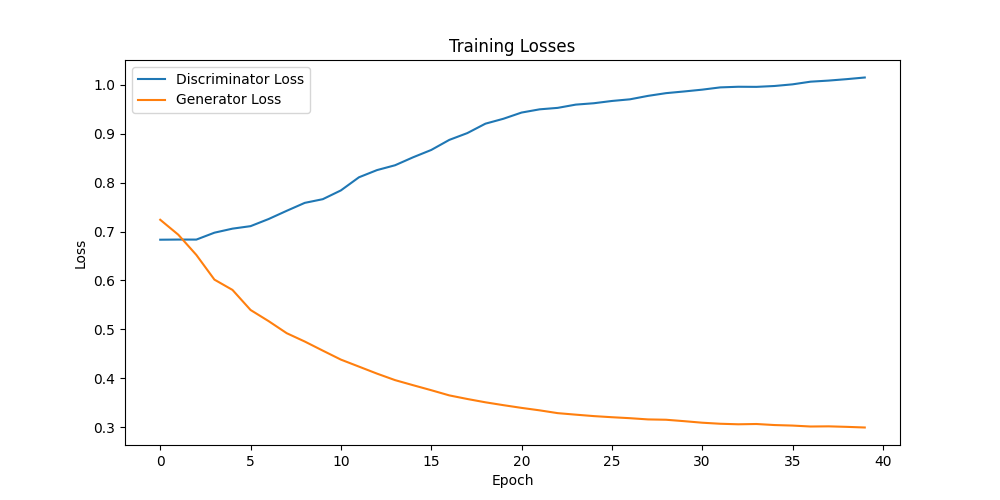 Training Losses
Discriminator Loss
Generator Loss
1.0
0.9
0.8
0.7
0.6
0.5
0.4
0.3
Loss
0 5 10 15 20 25 30 35 40
Epoch